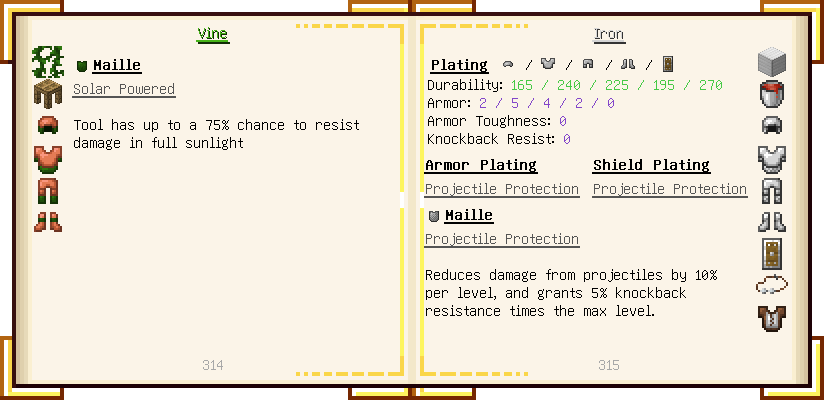 Vine
Maille
Solar Powered
Tool has up to a 75% chance to resist
damage in full sunlight
314
Iron
Plating / / / /
Durability: 165 / 240 / 225 / 195 / 270
Armor: 2 / 5 / 4 / 2 / 0
Armor Toughness: 0
Knockback Resist: 0
Armor Plating Shield Plating
Projectile Protection Projectile Protection
Maille
Projectile Protection
Reduces damage from projectiles by 10%
per level, and grants 5% knockback
resistance times the max level.
315